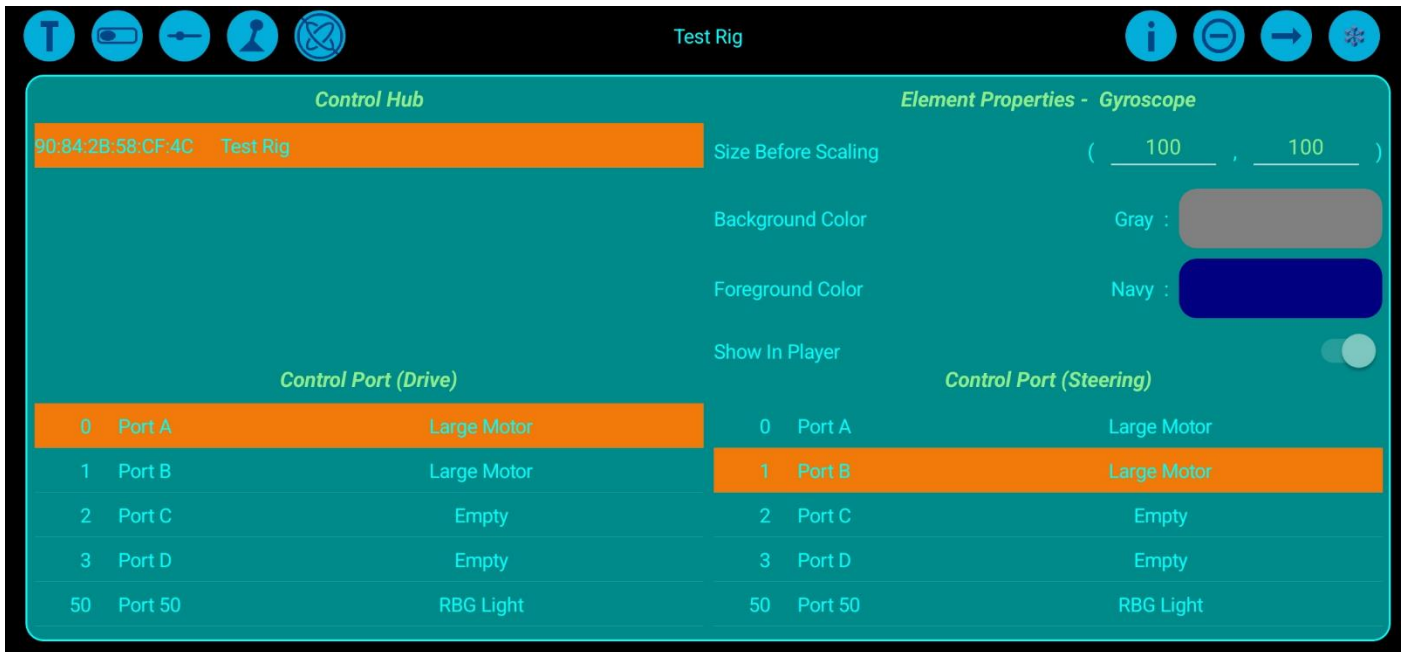 T
Test Rig
i
Control Hub
90:84:2B:58:CF:4C Test Rig
Element Properties - Gyroscope
Size Before Scaling ( 100 , 100 )
Background Color Gray :
Foreground Color Navy :
Show In Player
Control Port (Drive)
0 Port A Large Motor
1 Port B Large Motor
2 Port C Empty
3 Port D Empty
50 Port 50 RBG Light
Control Port (Steering)
0 Port A Large Motor
1 Port B Large Motor
2 Port C Empty
3 Port D Empty
50 Port 50 RBG Light